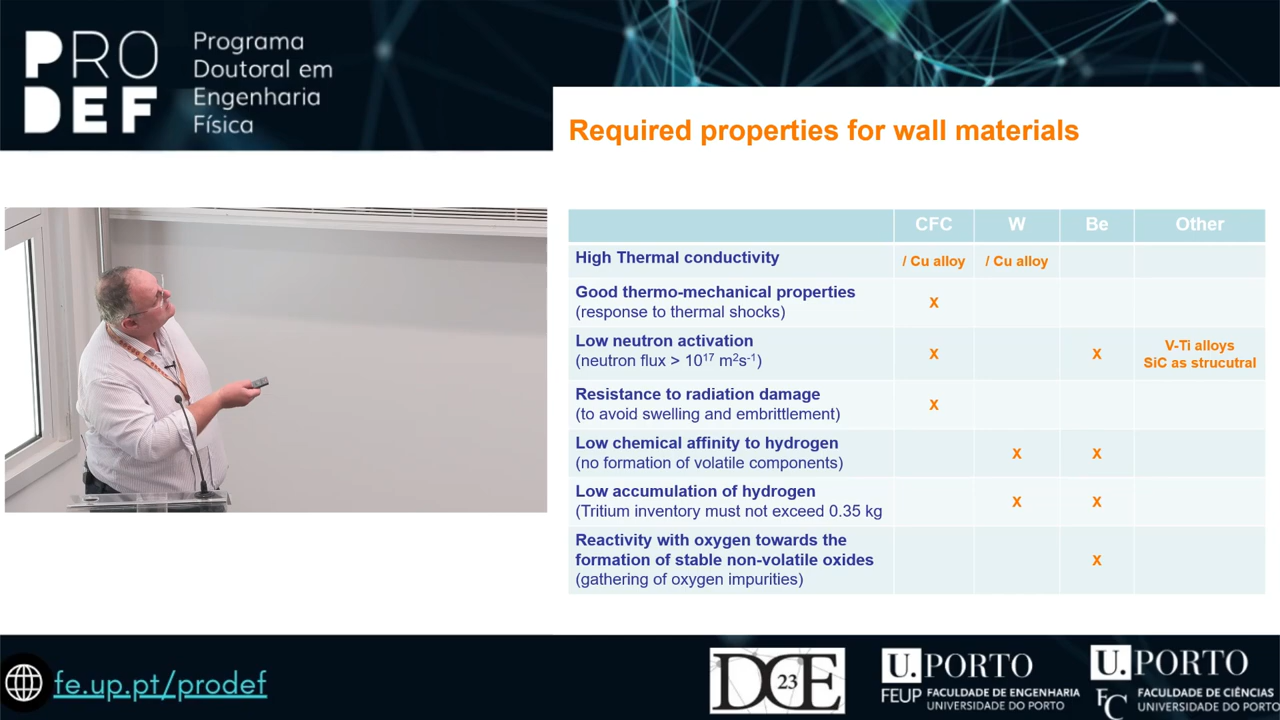 PRO
DEF
Programa
Doutoral em
Engenharia
Física
Required properties for wall materials
CFC W Be Other
High Thermal conductivity / Cu alloy / Cu alloy
Good thermo-mechanical properties
(response to thermal shocks) X
Low neutron activation
(neutron flux > 10¹⁷ m²s⁻¹) X X V-Ti alloys
SiC as strucutral
Resistance to radiation damage
(to avoid swelling and embrittlement) X
Low chemical affinity to hydrogen
(no formation of volatile components) X X
Low accumulation of hydrogen
(Tritium inventory must not exceed 0.35 kg X X
Reactivity with oxygen towards the
formation of stable non-volatile oxides
(gathering of oxygen impurities) X
fe.up.pt/prodef
DCE
23
U.PORTO
FEUP FACULDADE DE ENGENHARIA
UNIVERSIDADE DO PORTO
U.PORTO
FC FACULDADE DE CIÊNCIAS
UNIVERSIDADE DO PORTO